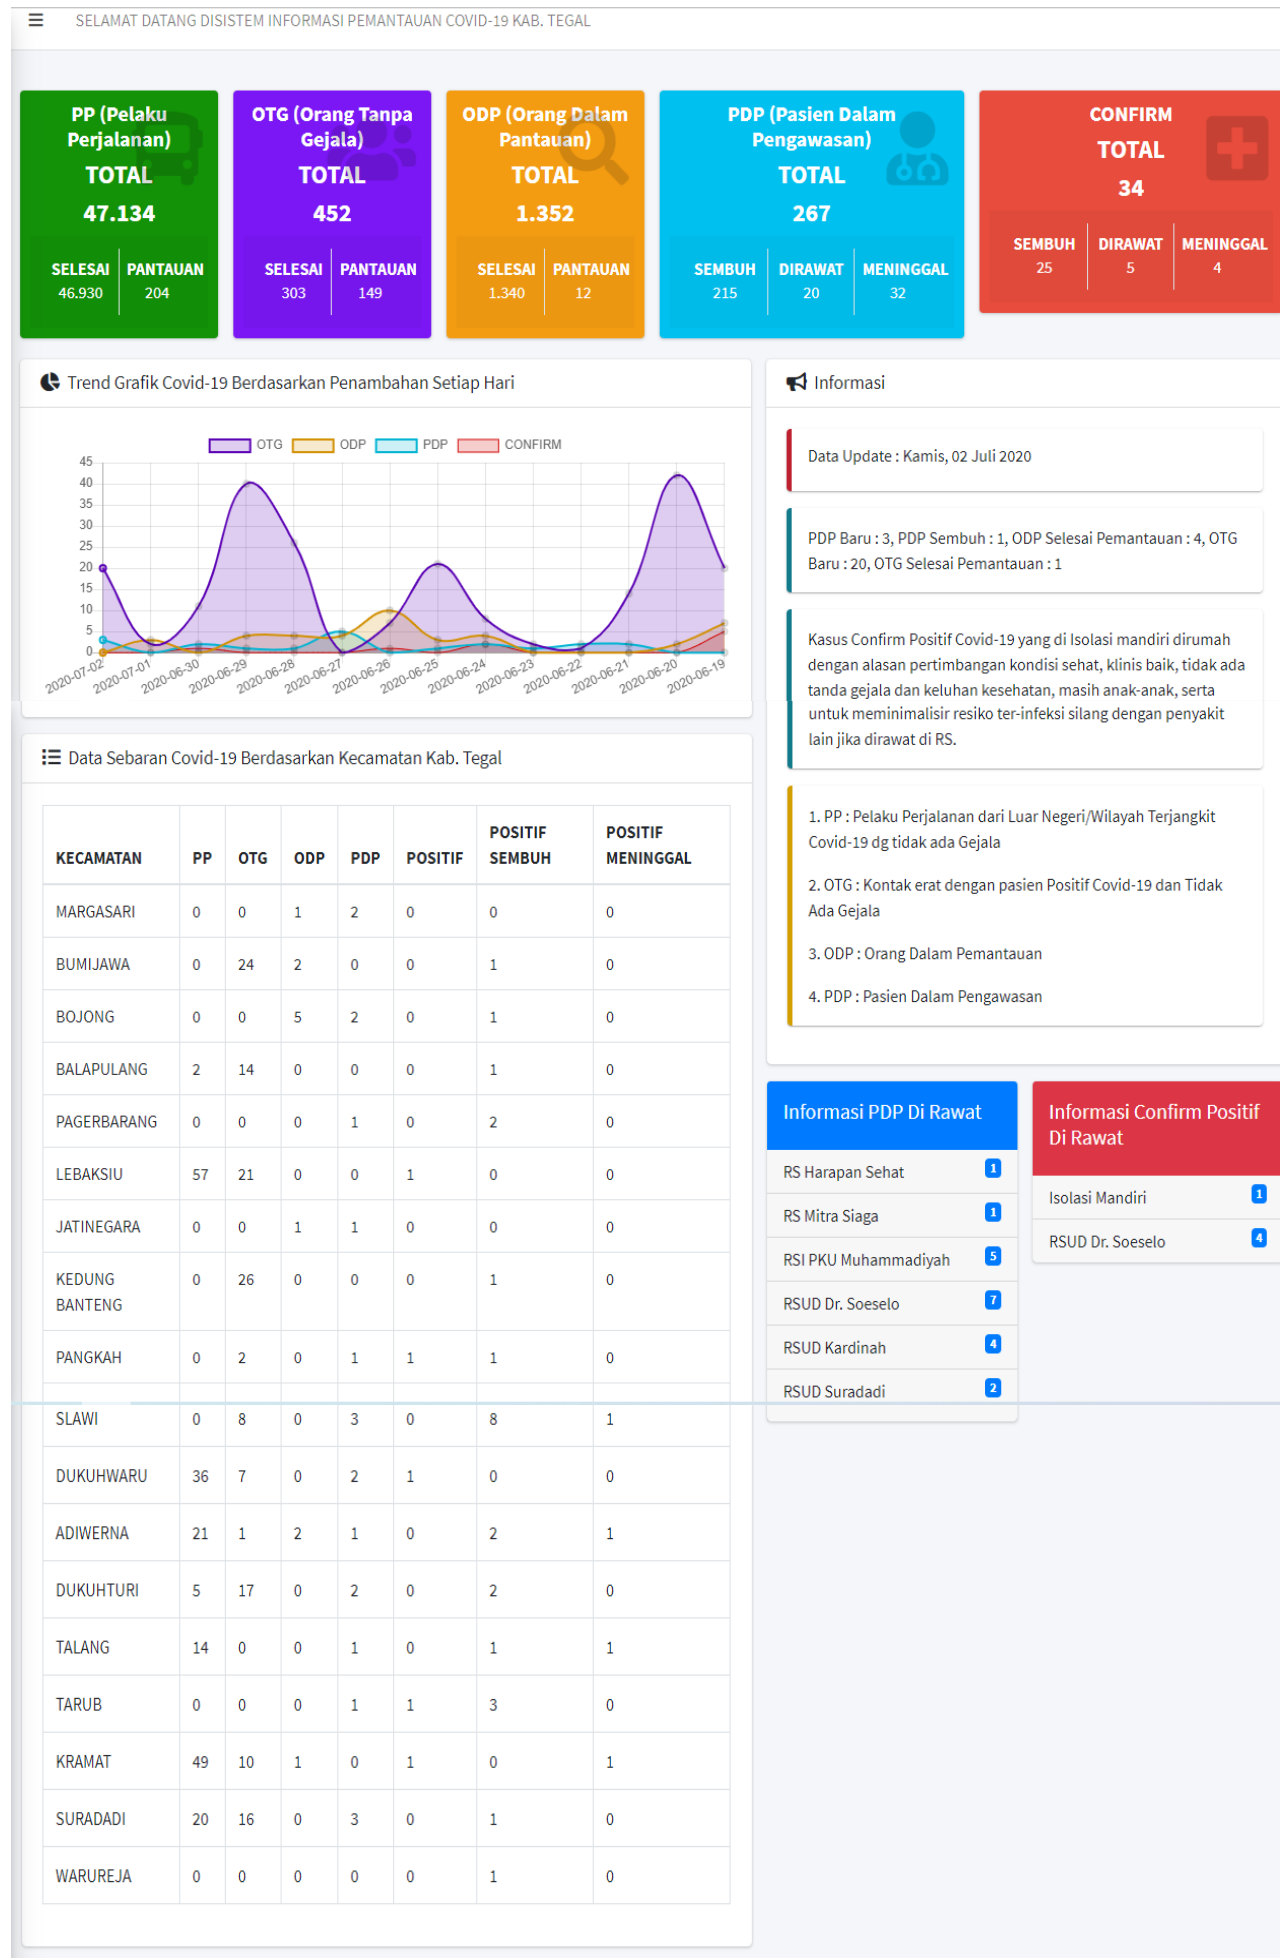 SELAMAT DATANG DISISTEM INFORMASI PEMANTAUAN COVID-19 KAB. TEGAL
PP (Pelaku
Perjalanan)
TOTAL
47.134
SELESAI PANTAUAN
46.930 204
OTG (Orang Tanpa
Gejala)
TOTAL
452
SELESAI PANTAUAN
303 149
ODP (Orang Dalam
Pantauan)
TOTAL
1.352
SELESAI PANTAUAN
1.340 12
PDP (Pasien Dalam
Pengawasan)
TOTAL
267
SEMBUH DIRAWAT MENINGGAL
215 20 32
CONFIRM
TOTAL
34
SEMBUH DIRAWAT MENINGGAL
25 5 4
Trend Grafik Covid-19 Berdasarkan Penambahan Setiap Hari
OTG ODP PDP CONFIRM
45
40
35
30
25
20
15
10
5
0
2020-07-02 2020-07-01 2020-06-30 2020-06-29 2020-06-28 2020-06-27 2020-06-26 2020-06-25 2020-06-24 2020-06-23 2020-06-22 2020-06-21 2020-06-20 2020-06-19
Informasi
Data Update : Kamis, 02 Juli 2020
PDP Baru : 3, PDP Sembuh : 1, ODP Selesai Pemantauan : 4, OTG
Baru : 20, OTG Selesai Pemantauan : 1
Kasus Confirm Positif Covid-19 yang di Isolasi mandiri dirumah
dengan alasan pertimbangan kondisi sehat, klinis baik, tidak ada
tanda gejala dan keluhan kesehatan, masih anak-anak, serta
untuk meminimalisir resiko ter-infeksi silang dengan penyakit
lain jika dirawat di RS.
1. PP : Pelaku Perjalanan dari Luar Negeri/Wilayah Terjangkit
Covid-19 dg tidak ada Gejala
2. OTG : Kontak erat dengan pasien Positif Covid-19 dan Tidak
Ada Gejala
3. ODP : Orang Dalam Pemantauan
4. PDP : Pasien Dalam Pengawasan
Data Sebaran Covid-19 Berdasarkan Kecamatan Kab. Tegal
KECAMATAN PP OTG ODP PDP POSITIF POSITIF SEMBUH POSITIF MENINGGAL
MARGASARI 0 0 1 2 0 0 0
BUMIJAWA 0 24 2 0 0 1 0
BOJONG 0 0 5 2 0 1 0
BALAPULANG 2 14 0 0 0 1 0
PAGERBARANG 0 0 0 1 0 2 0
LEBAKSIU 57 21 0 0 1 0 0
JATINEGARA 0 0 1 1 0 0 0
KEDUNG BANTENG 0 26 0 0 0 1 0
PANGKAH 0 2 0 1 1 1 0
SLAWI 0 8 0 3 0 8 1
DUKUHWARU 36 7 0 2 1 0 0
ADIWERNA 21 1 2 1 0 2 1
DUKUHTURI 5 17 0 2 0 2 0
TALANG 14 0 0 1 0 1 1
TARUB 0 0 0 1 1 3 0
KRAMAT 49 10 1 0 1 0 1
SURADADI 20 16 0 3 0 1 0
WARUREJA 0 0 0 0 0 1 0
Informasi PDP Di Rawat
RS Harapan Sehat 1
RS Mitra Siaga 1
RSI PKU Muhammadiyah 5
RSUD Dr. Soeselo 7
RSUD Kardinah 4
RSUD Suradadi 2
Informasi Confirm Positif
Di Rawat
Isolasi Mandiri 1
RSUD Dr. Soeselo 4